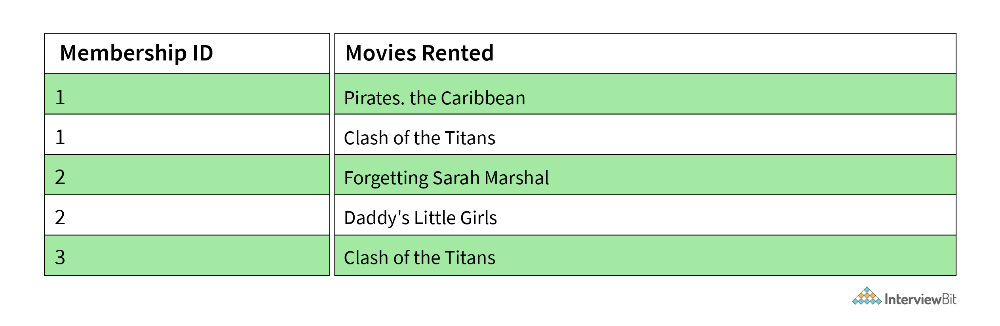 Membership ID Movies Rented
1 Pirates. the Caribbean
1 Clash of the Titans
2 Forgetting Sarah Marshal
2 Daddy's Little Girls
3 Clash of the Titans
InterviewBit